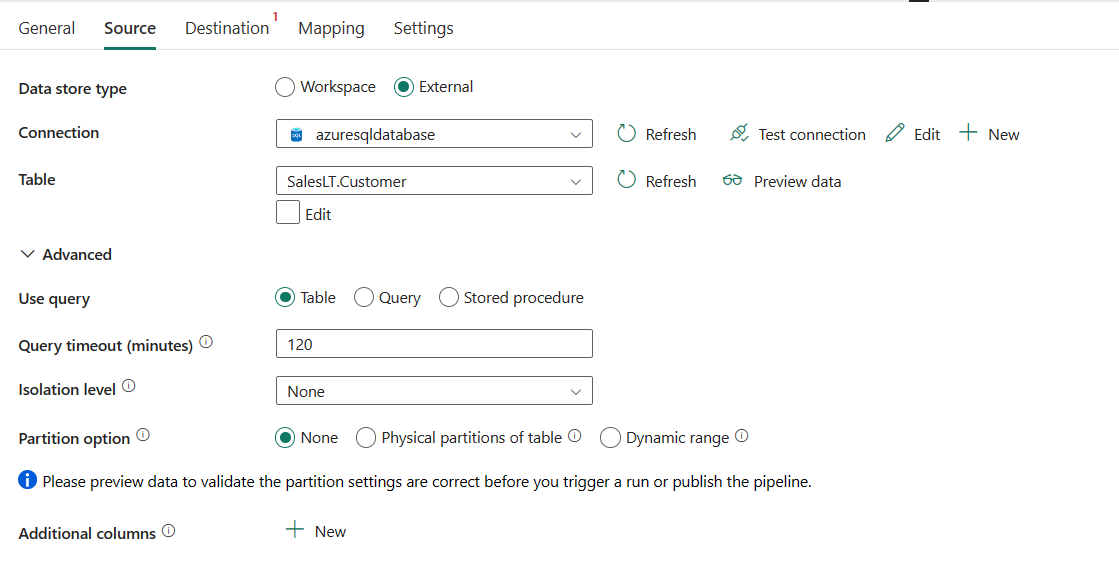 General Source Destination 1 Mapping Settings
Data store type Workspace External
Connection SQL azuresqldatabase Refresh Test connection Edit New
Table SalesLT.Customer Refresh Preview data
Edit
Advanced
Use query Table Query Stored procedure
Query timeout (minutes) 120
Isolation level None
Partition option None Physical partitions of table Dynamic range
Please preview data to validate the partition settings are correct before you trigger a run or publish the pipeline.
Additional columns New